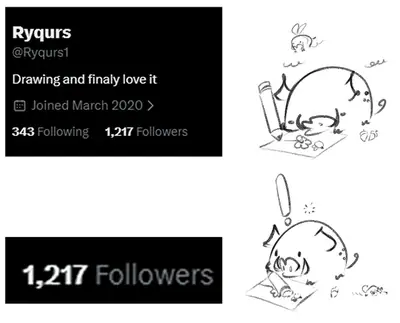 Ryqurs
@Ryqurs1
Drawing and finaly love it
Joined March 2020 >
343 Following 1,217 Followers
1,217 Followers